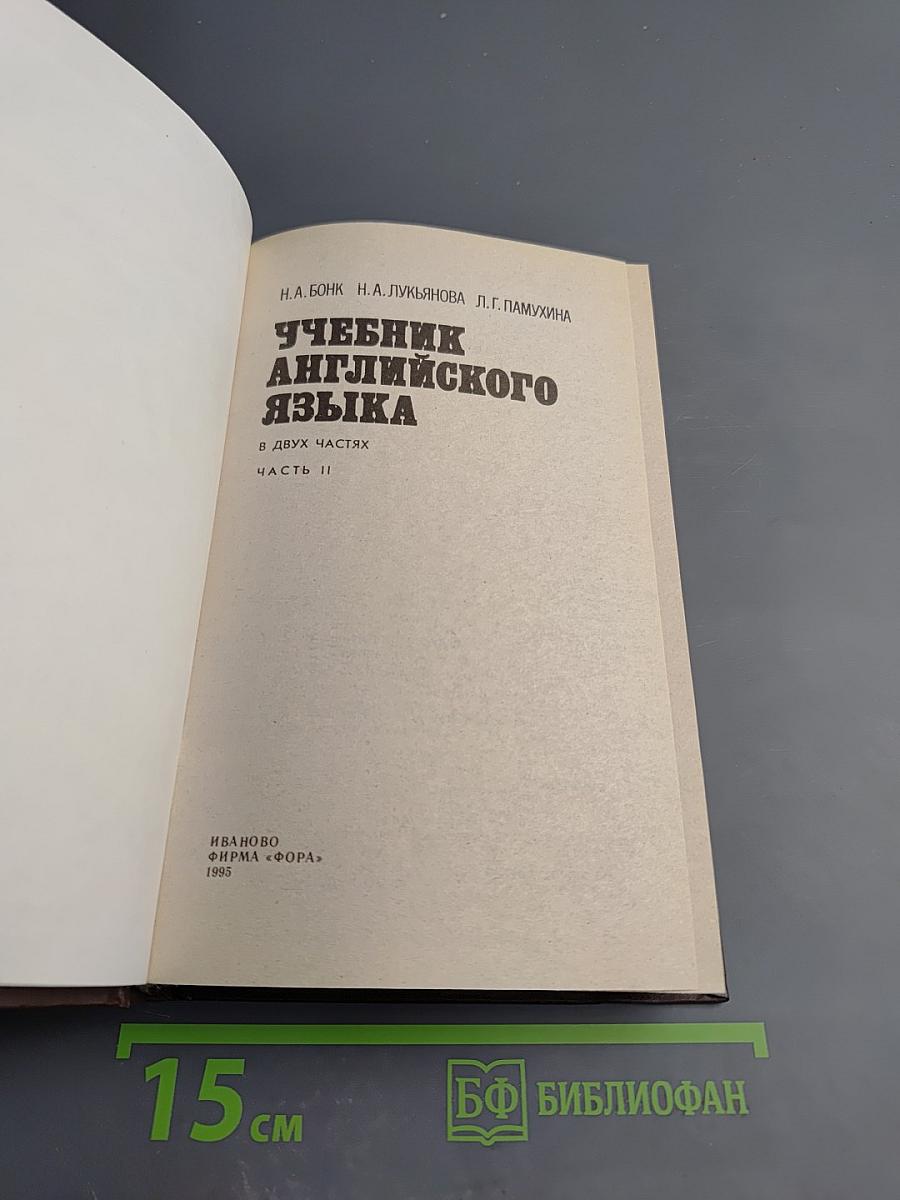 Н. А. БОНК Н. А. ЛУКЬЯНОВА Л. Г. ПАМУХИНА
УЧЕБНИК
АНГЛИЙСКОГО
ЯЗЫКА
В ДВУХ ЧАСТЯХ
ЧАСТЬ II
ИВАНОВО
ФИРМА «ФОРА»
1995
15 см
БФ БИБЛИОФАН